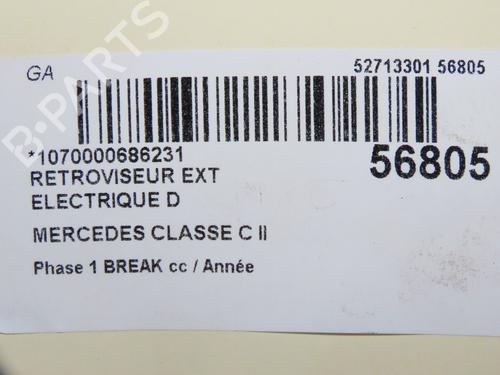 GA
52713301 56805
*1070000686231
56805
RETROVISEUR EXT
ELECTRIQUE D
MERCEDES CLASSE C II
Phase 1 BREAK cc / Année
B-PARTS